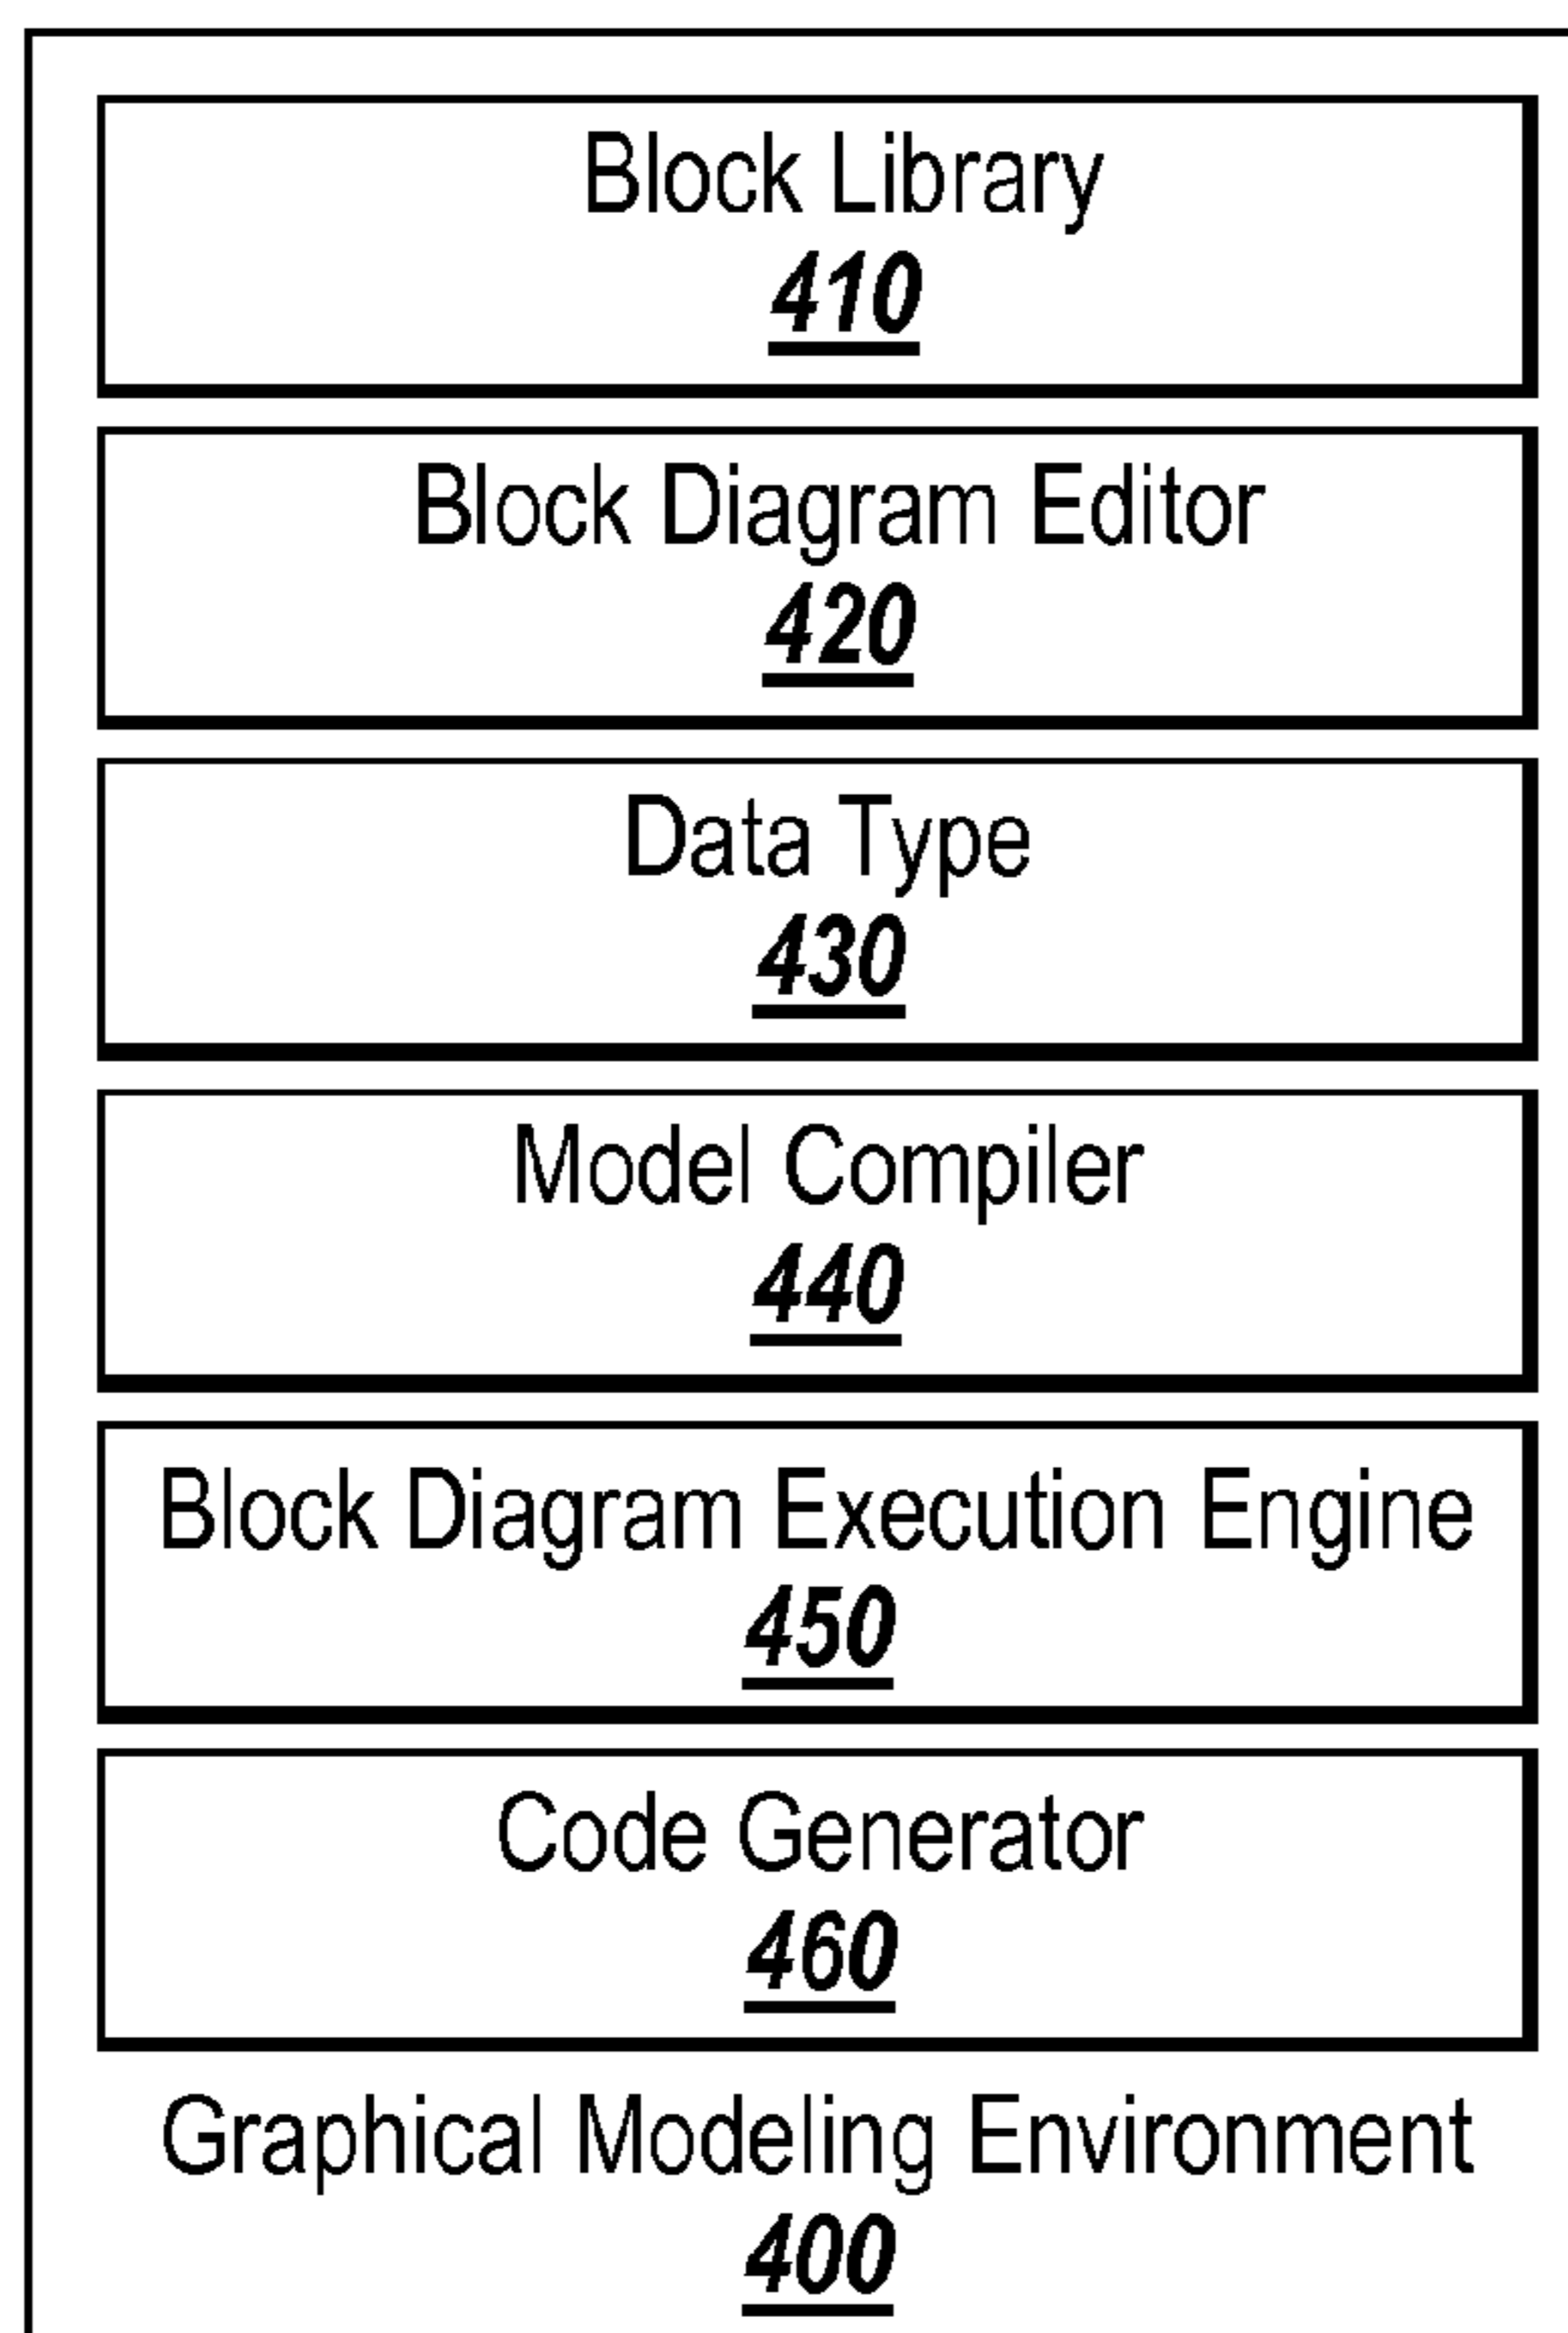 Block Library
410
Block Diagram Editor
420
Data Type
430
Model Compiler
440
Block Diagram Execution Engine
450
Code Generator
460
Graphical Modeling Environment
400